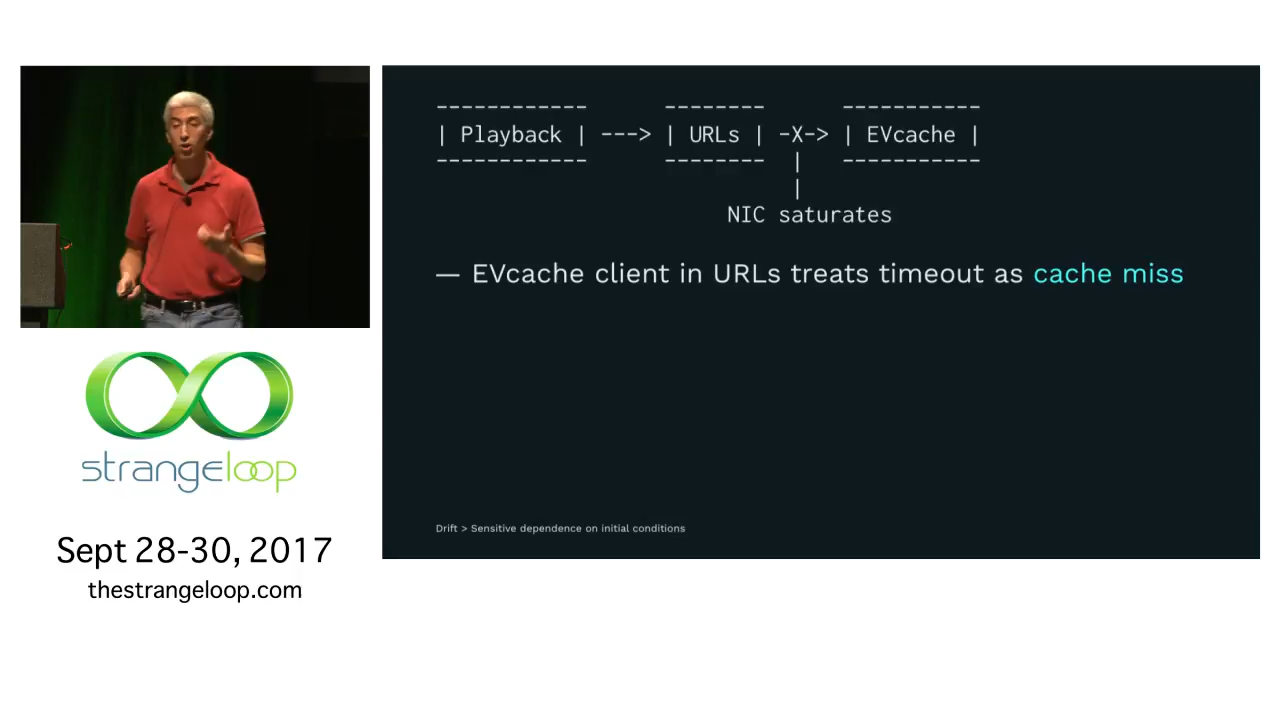 ------------ -------- -----------
| Playback | ---> | URLs | -X-> | EVcache |
------------ -------- | -----------
|
NIC saturates
— EVcache client in URLs treats timeout as cache miss
Drift > Sensitive dependence on initial conditions
strangeloop
Sept 28-30, 2017
thestrangeloop.com